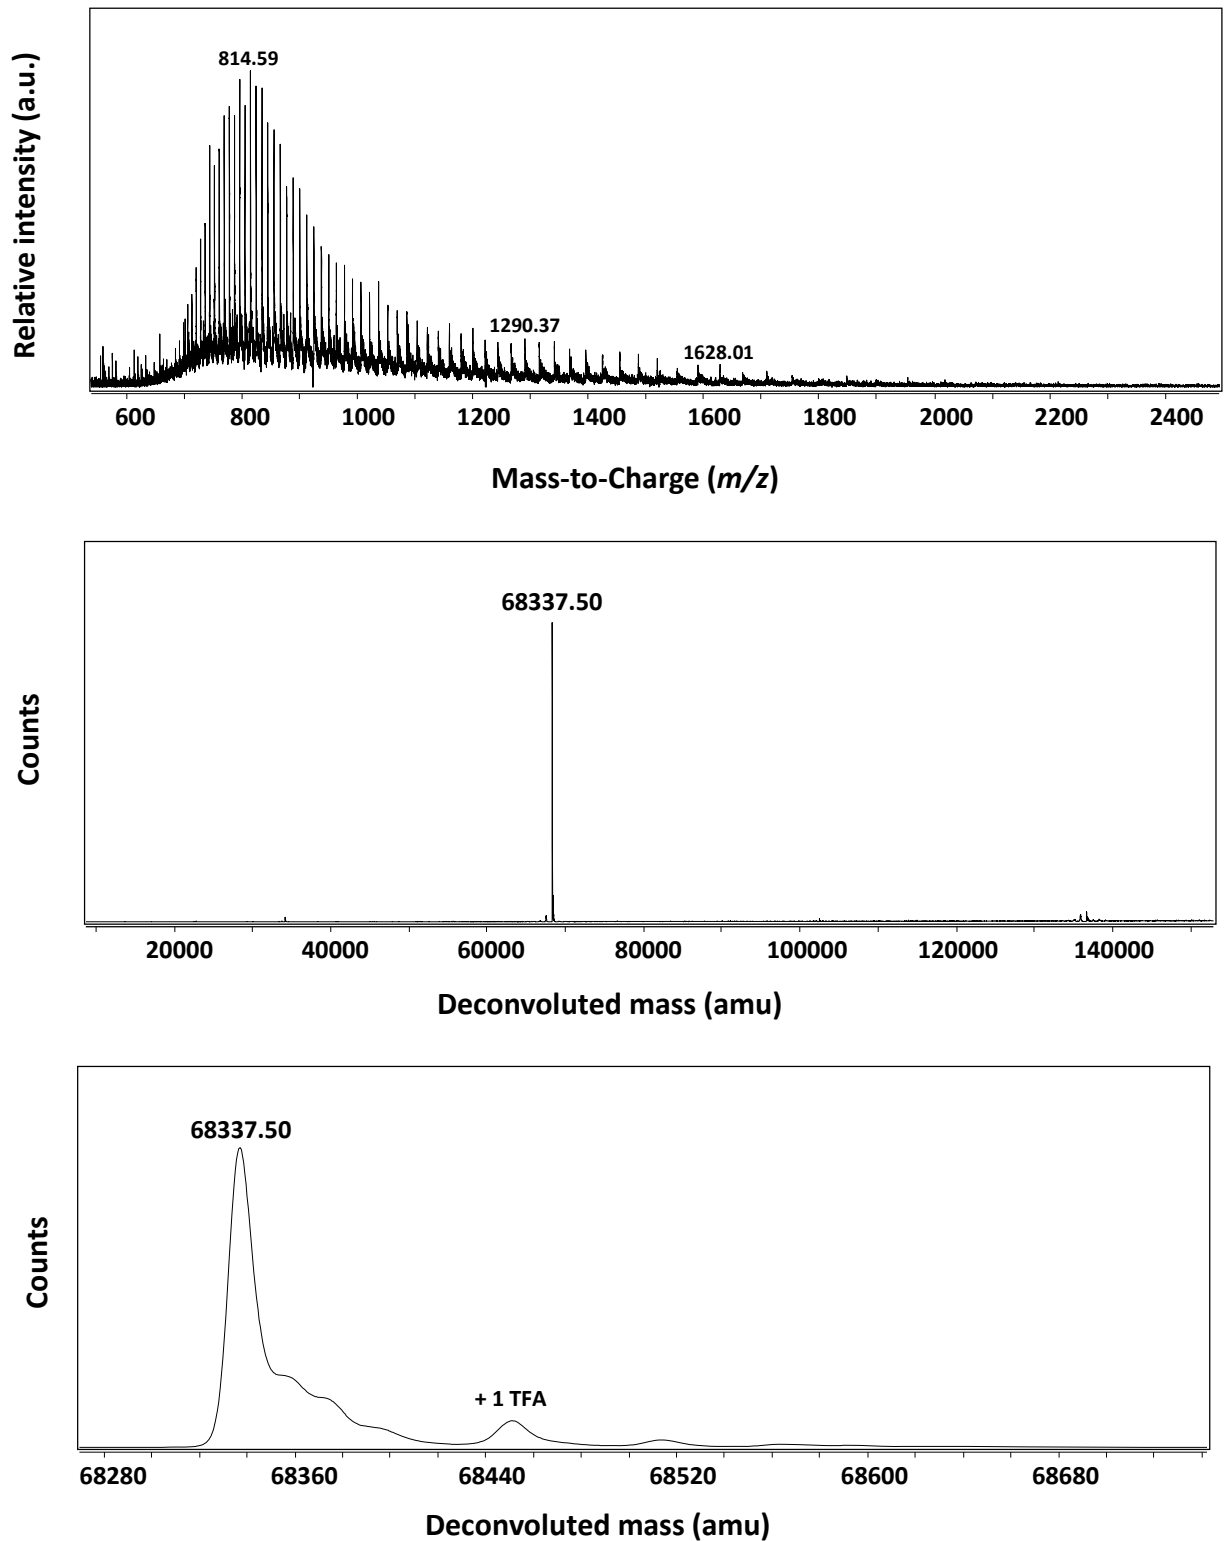 Relative intensity (a.u.)
814.59
1290.37
1628.01
600 800 1000 1200 1400 1600 1800 2000 2200 2400
Mass-to-Charge (m/z)
Counts
68337.50
20000 40000 60000 80000 100000 120000 140000
Deconvoluted mass (amu)
Counts
68337.50
+ 1 TFA
68280 68360 68440 68520 68600 68680
Deconvoluted mass (amu)